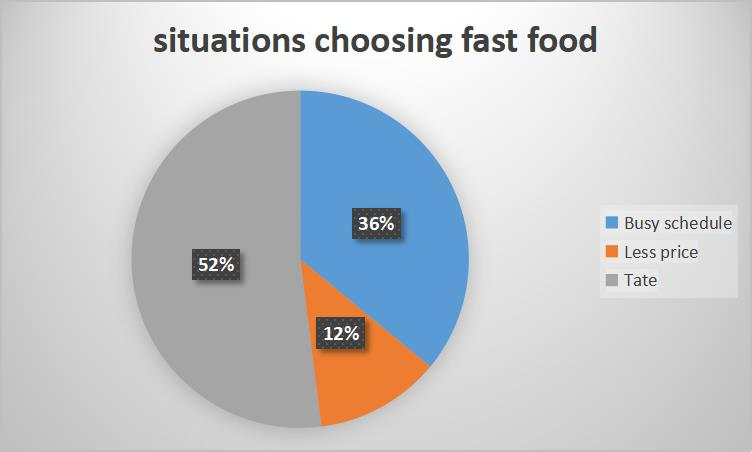 situations choosing fast food
36%
52%
12%
Busy schedule
Less price
Tate